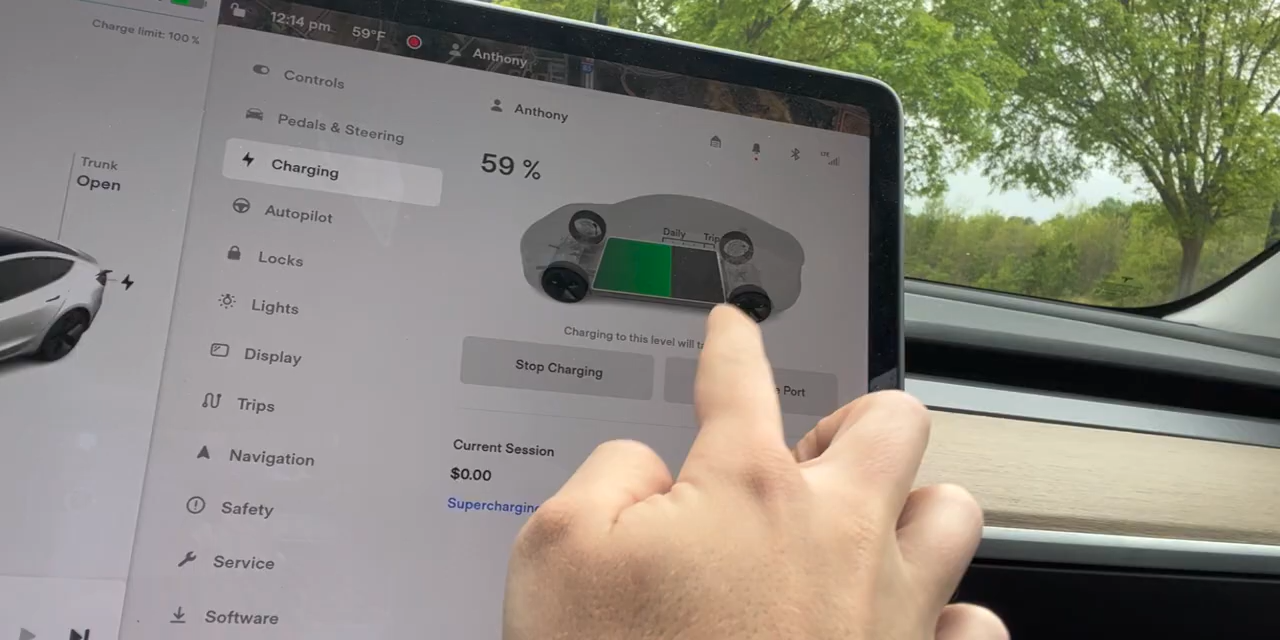 Charge limit: 100 %
12:14 pm
59°F
Anthony
Trunk
Open
Controls
Pedals & Steering
Charging
Autopilot
Locks
Lights
Display
Trips
Navigation
Safety
Service
Software
Anthony
LTE
59 %
Daily
Trip
Charging to this level will
Stop Charging
Port
Current Session
$0.00
Supercharging